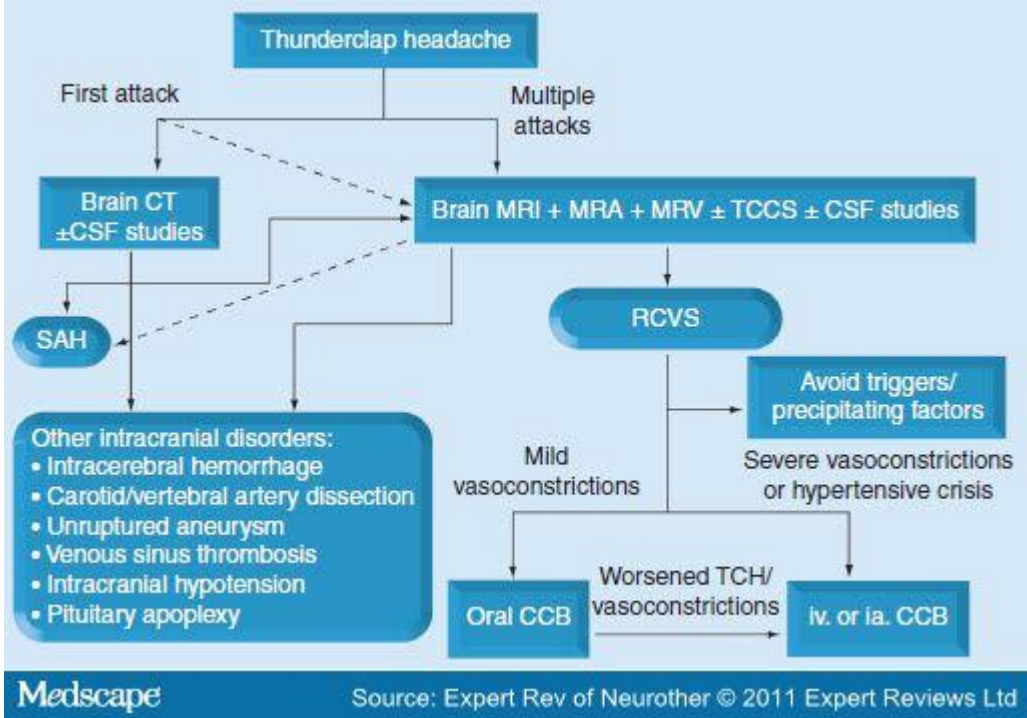 Thunderclap headache
First attack
Multiple
attacks
Brain CT
±CSF studies
Brain MRI + MRA + MRV ± TCCS ± CSF studies
SAH
RCVS
Avoid triggers/
precipitating factors
Other intracranial disorders:
• Intracerebral hemorrhage
• Carotid/vertebral artery dissection
• Unruptured aneurysm
• Venous sinus thrombosis
• Intracranial hypotension
• Pituitary apoplexy
Mild
vasoconstrictions
Severe vasoconstrictions
or hypertensive crisis
Oral CCB
Worsened TCH/
vasoconstrictions
iv. or ia. CCB
Medscape
Source: Expert Rev of Neurother © 2011 Expert Reviews Ltd